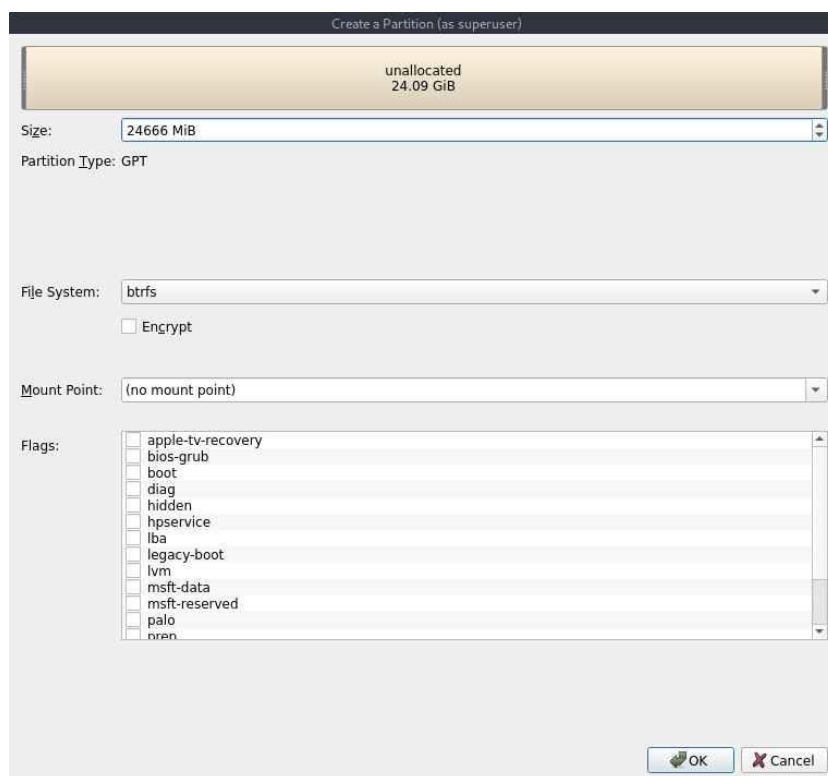 Create a Partition (as superuser)
unallocated
24.09 GiB
Size: 24666 MiB
Partition Type: GPT
File System: btrfs
Encrypt
Mount Point: (no mount point)
Flags:
apple-tv-recovery
bios-grub
boot
diag
hidden
hpservice
lba
legacy-boot
lvm
msft-data
msft-reserved
palo
prep
OK Cancel